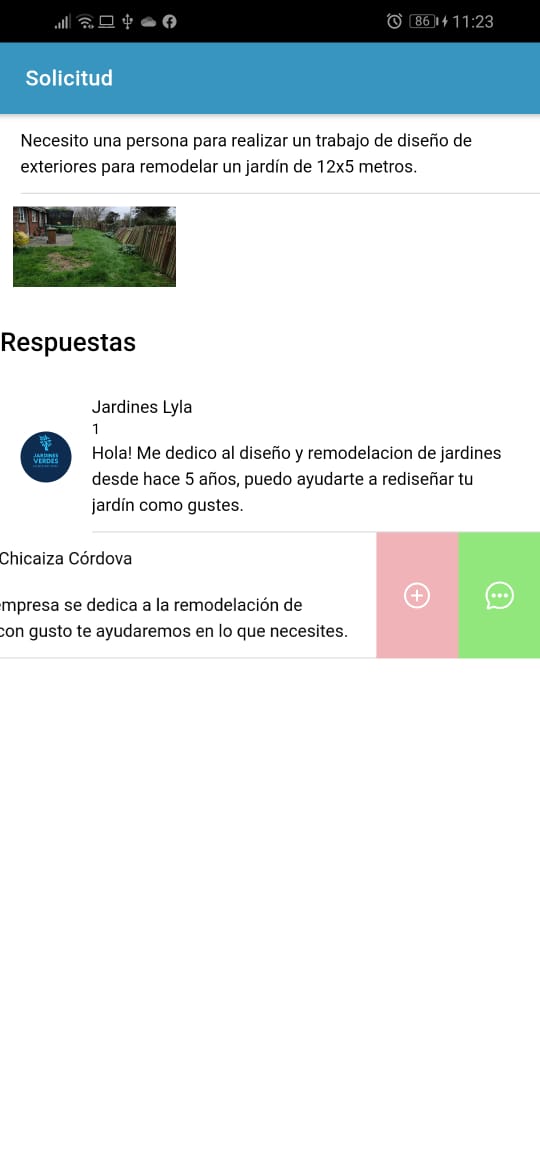 86 11:23
Solicitud
Necesito una persona para realizar un trabajo de diseño de
exteriores para remodelar un jardín de 12x5 metros.
Respuestas
Jardines Lyla
1
JARDINES
VERDES
Hola! Me dedico al diseño y remodelacion de jardines
desde hace 5 años, puedo ayudarte a rediseñar tu
jardín como gustes.
Chicaiza Córdova
empresa se dedica a la remodelación de
con gusto te ayudaremos en lo que necesites.